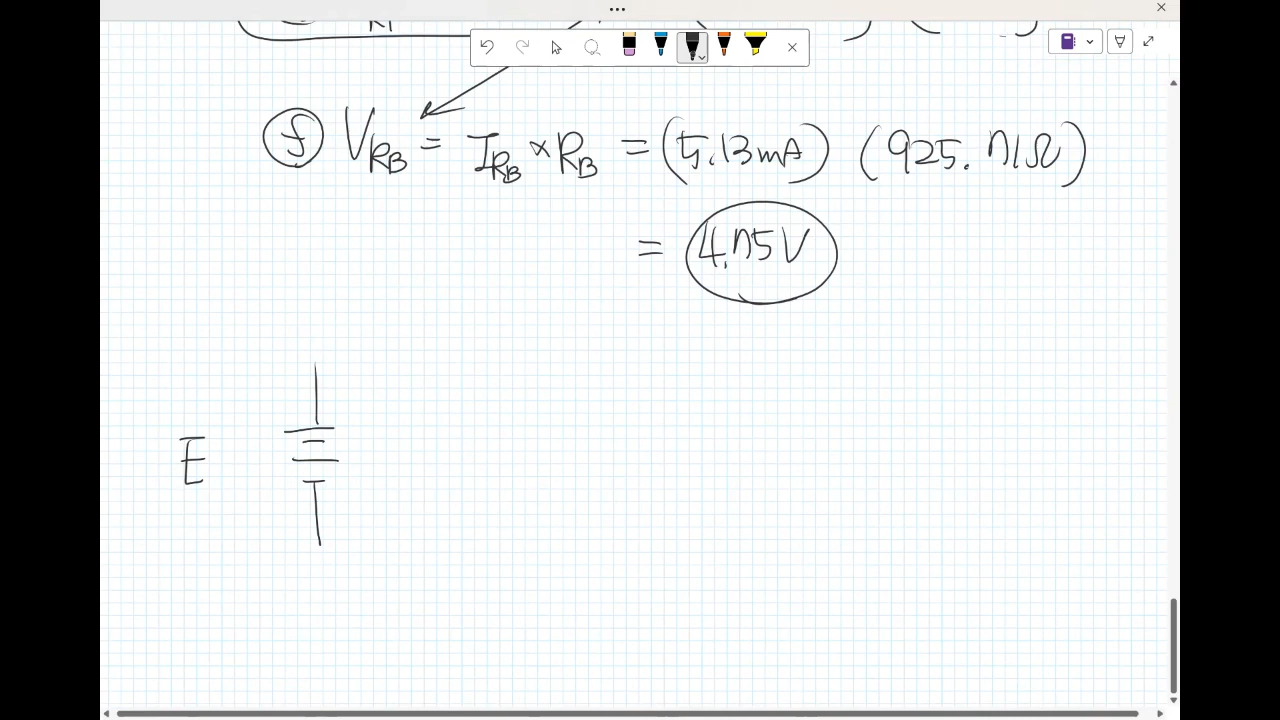 f V_RB = I_RB × R_B = (5.13mA) (925.71Ω)
= 4.75V
E